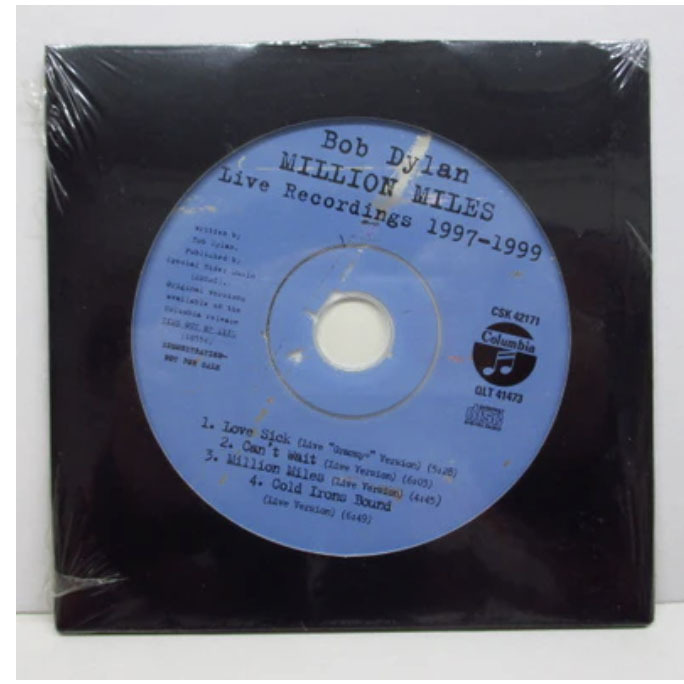 Bob Dylan
MILLION MILES
Live Recordings 1997-1999
written by
Bob Dylan.
Published by
Special Rider Music
(SESAC).
Original versions
available on the
Columbia release
TIME OUT OF MIND
DEMONSTRATION-
NOT FOR SALE
CSK 42171
Columbia
QLT 41473
1. Love Sick (Live "Grammy®" Version) (5:28)
2. Can't Wait (Live Version) (6:03)
3. Million Miles (Live Version) (4:45)
4. Cold Irons Bound
(Live Version) (6:49)